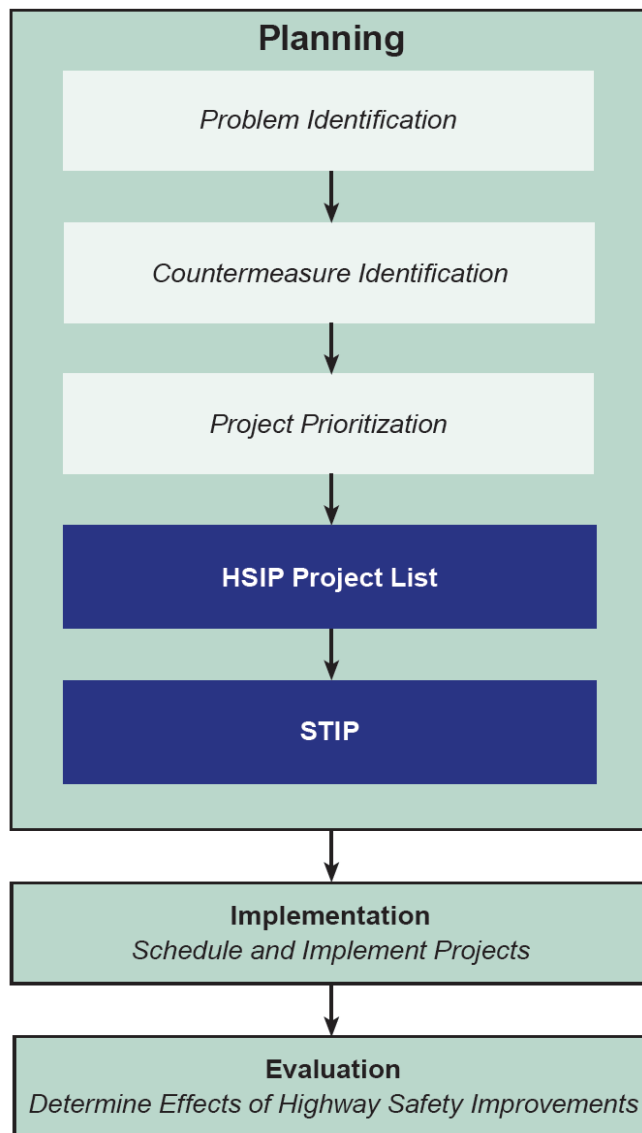 Planning
Problem Identification
Countermeasure Identification
Project Prioritization
HSIP Project List
STIP
Implementation
Schedule and Implement Projects
Evaluation
Determine Effects of Highway Safety Improvements